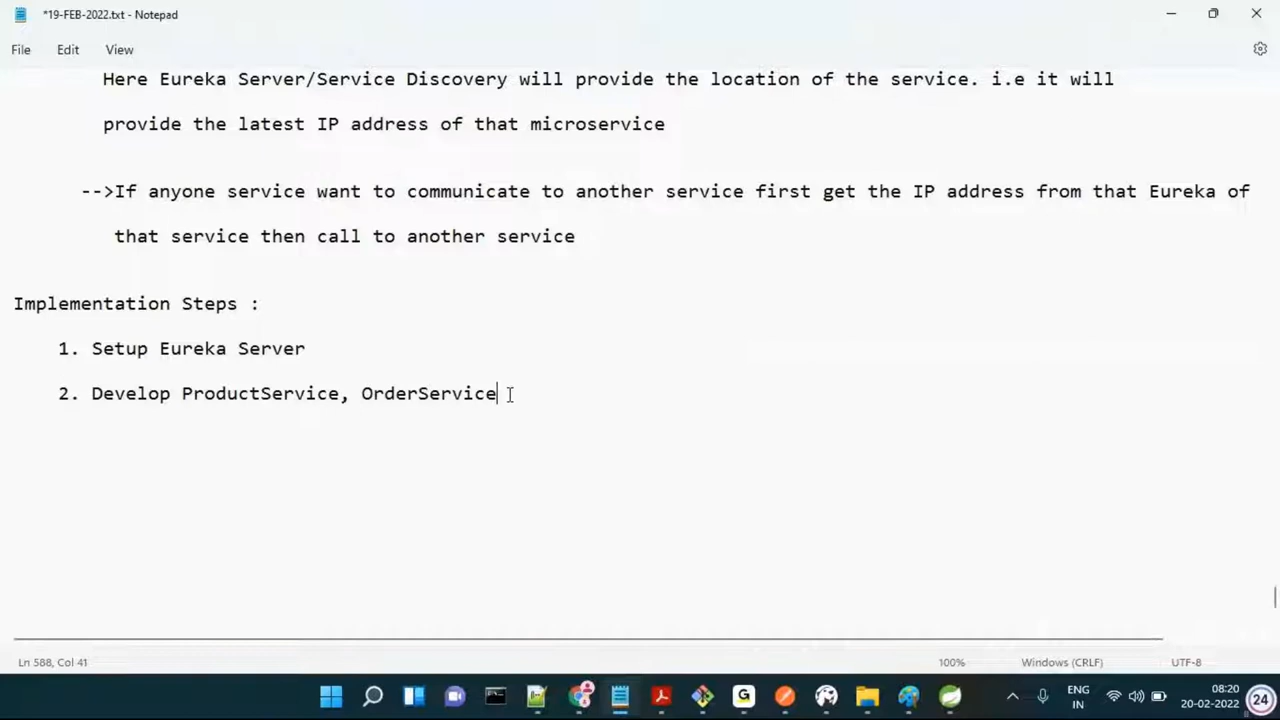 *19-FEB-2022.txt - Notepad
File Edit View
Here Eureka Server/Service Discovery will provide the location of the service. i.e it will
provide the latest IP address of that microservice
-->If anyone service want to communicate to another service first get the IP address from that Eureka of
that service then call to another service
Implementation Steps :
1. Setup Eureka Server
2. Develop ProductService, OrderService
Ln 588, Col 41 100% Windows (CRLF) UTF-8
ENG
IN
08:20
20-02-2022
24